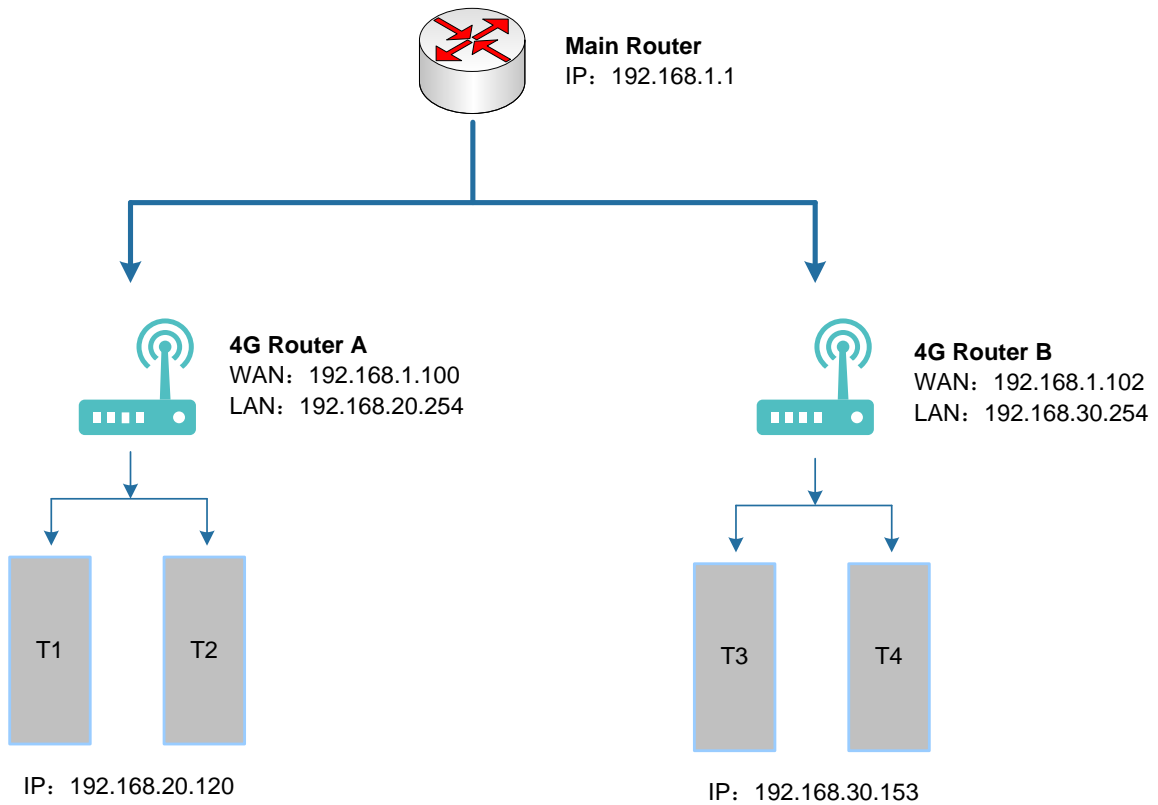 Main Router
IP：192.168.1.1
4G Router A
WAN：192.168.1.100
LAN：192.168.20.254
4G Router B
WAN：192.168.1.102
LAN：192.168.30.254
T1
T2
T3
T4
IP：192.168.20.120
IP：192.168.30.153